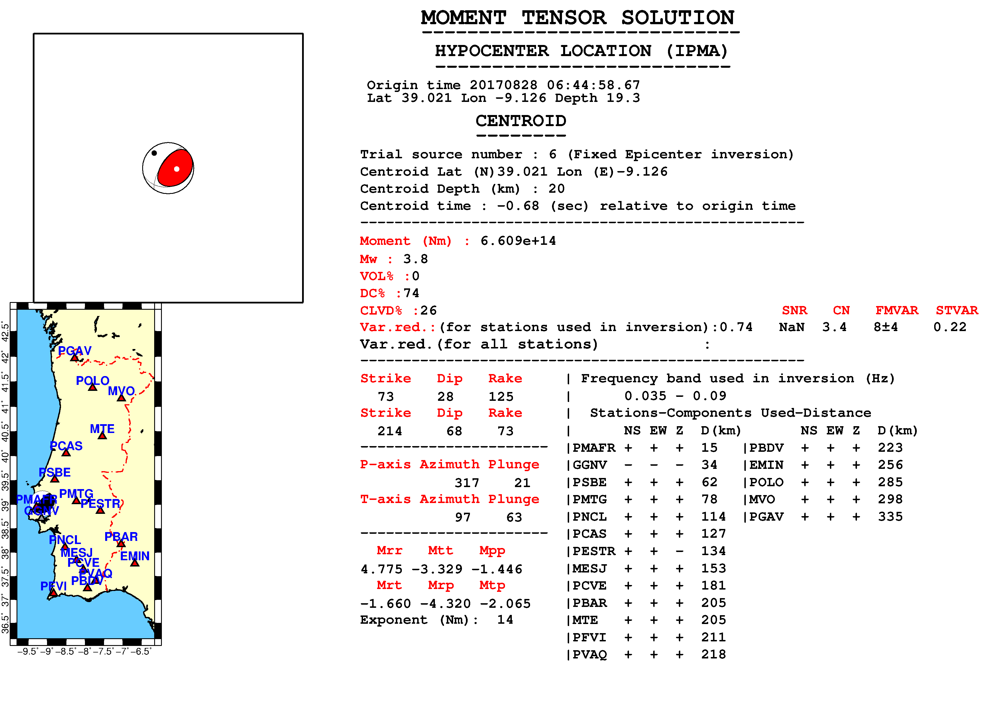 MOMENT TENSOR SOLUTION
----------------------------
HYPOCENTER LOCATION (IPMA)
--------------------------
Origin time 20170828 06:44:58.67
Lat 39.021 Lon -9.126 Depth 19.3
CENTROID
--------
Trial source number : 6 (Fixed Epicenter inversion)
Centroid Lat (N)39.021 Lon (E)-9.126
Centroid Depth (km) : 20
Centroid time : -0.68 (sec) relative to origin time
----------------------------------------------------
Moment (Nm) : 6.609e+14
Mw : 3.8
VOL% :0
DC% :74
CLVD% :26 SNR CN FMVAR STVAR
Var.red.:(for stations used in inversion):0.74 NaN 3.4 8±4 0.22
Var.red.(for all stations) :
----------------------------------------------------
Strike Dip Rake | Frequency band used in inversion (Hz)
73 28 125 | 0.035 - 0.09
Strike Dip Rake | Stations-Components Used-Distance
214 68 73 | NS EW Z D(km) NS EW Z D(km)
---------------------- |PMAFR + + + 15 |PBDV + + + 223
P-axis Azimuth Plunge |GGNV - - - 34 |EMIN + + + 256
317 21 |PSBE + + + 62 |POLO + + + 285
T-axis Azimuth Plunge |PMTG + + + 78 |MVO + + + 298
97 63 |PNCL + + + 114 |PGAV + + + 335
---------------------- |PCAS + + + 127
Mrr Mtt Mpp |PESTR + + - 134
4.775 -3.329 -1.446 |MESJ + + + 153
Mrt Mrp Mtp |PCVE + + + 181
-1.660 -4.320 -2.065 |PBAR + + + 205
Exponent (Nm): 14 |MTE + + + 205
|PFVI + + + 211
|PVAQ + + + 218
42.5°
42°
41.5°
41°
40.5°
40°
39.5°
39°
38.5°
38°
37.5°
37°
36.5°
-9.5° -9° -8.5° -8° -7.5° -7° -6.5°
PGAV
POLO
MVO
MTE
PCAS
PSBE
PMTG
PMAFR
PESTR
GGNV
PBAR
PNCL
MESJ
EMIN
PCVE
PVAQ
PBDV
PFVI